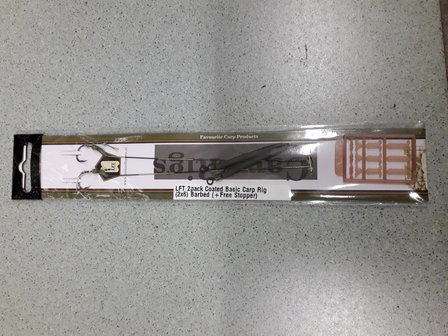 Favourite Carp Products
LFT 2pack Coated Basic Carp Rig
(2x6) Barbed (+Free Stopper)